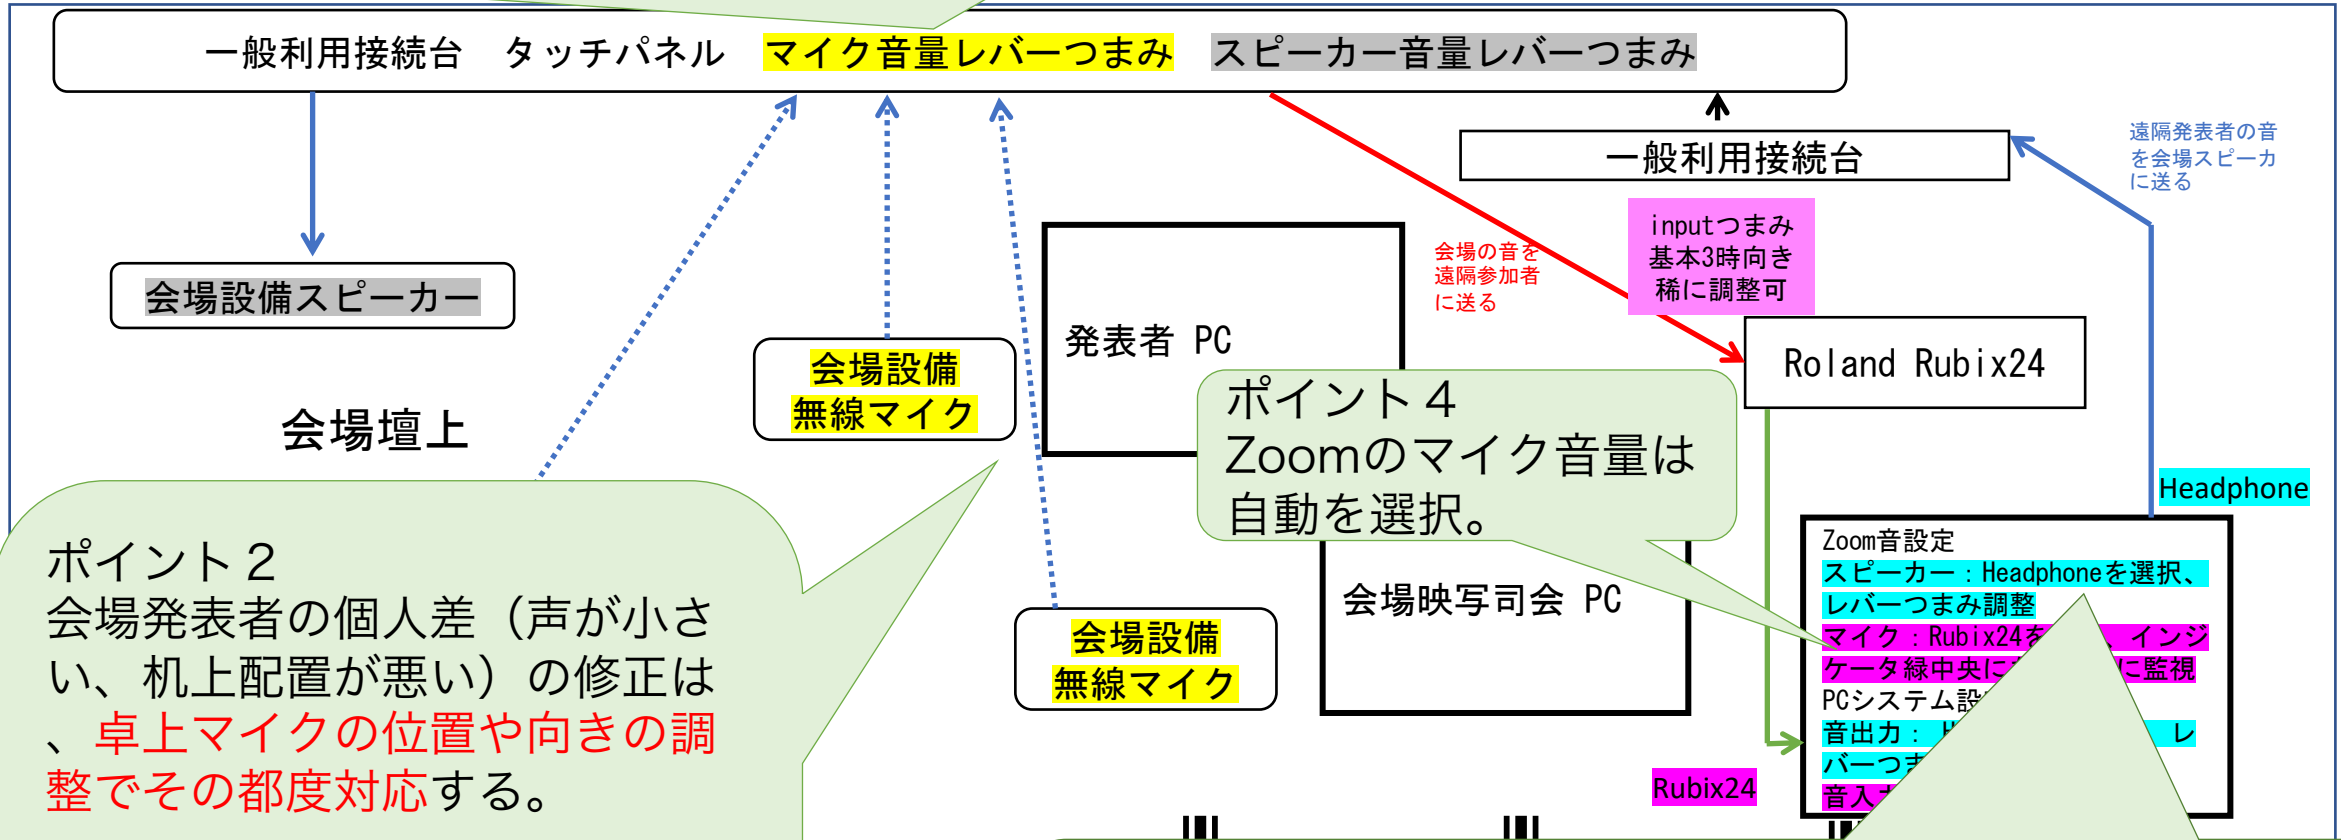 一般利用接続台　タッチパネル　マイク音量レバーつまみ　スピーカー音量レバーつまみ
一般利用接続台
遠隔発表者の音
を会場スピーカ
に送る
inputつまみ
基本3時向き
稀に調整可
会場の音を
遠隔参加者
に送る
会場設備スピーカー
発表者 PC
Roland Rubix24
会場設備
無線マイク
会場壇上
ポイント４
Zoomのマイク音量は
自動を選択。
Headphone
ポイント２
会場発表者の個人差（声が小さ
い、机上配置が悪い）の修正は
、卓上マイクの位置や向きの調
整でその都度対応する。
会場設備
無線マイク
会場映写司会 PC
Zoom音設定
スピーカー：Headphoneを選択、
レバーつまみ調整
マイク：Rubix24を 、インジ
ケータ緑中央に に監視
PCシステム設
音出力： レ
バーつま
音入
Rubix24